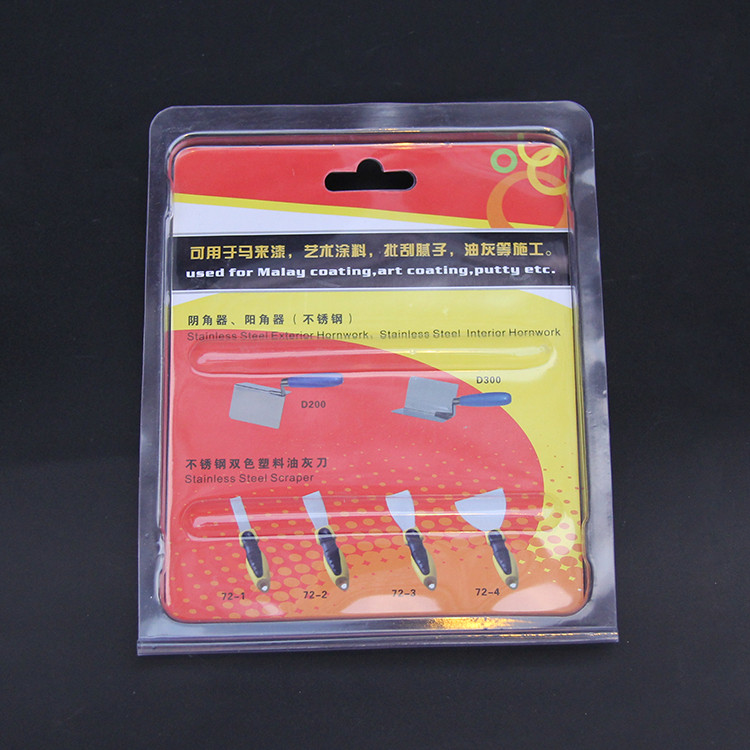 可用于马来漆，艺术涂料，批刮腻子，油灰等施工。
used for Malay coating,art coating,putty etc.
阴角器、阳角器（不锈钢）
Stainless Steel Exterior Hornwork、Stainless Steel Interior Hornwork
D200
D300
不锈钢双色塑料油灰刀
Stainless Steel Scraper
72-1 72-2 72-3 72-4